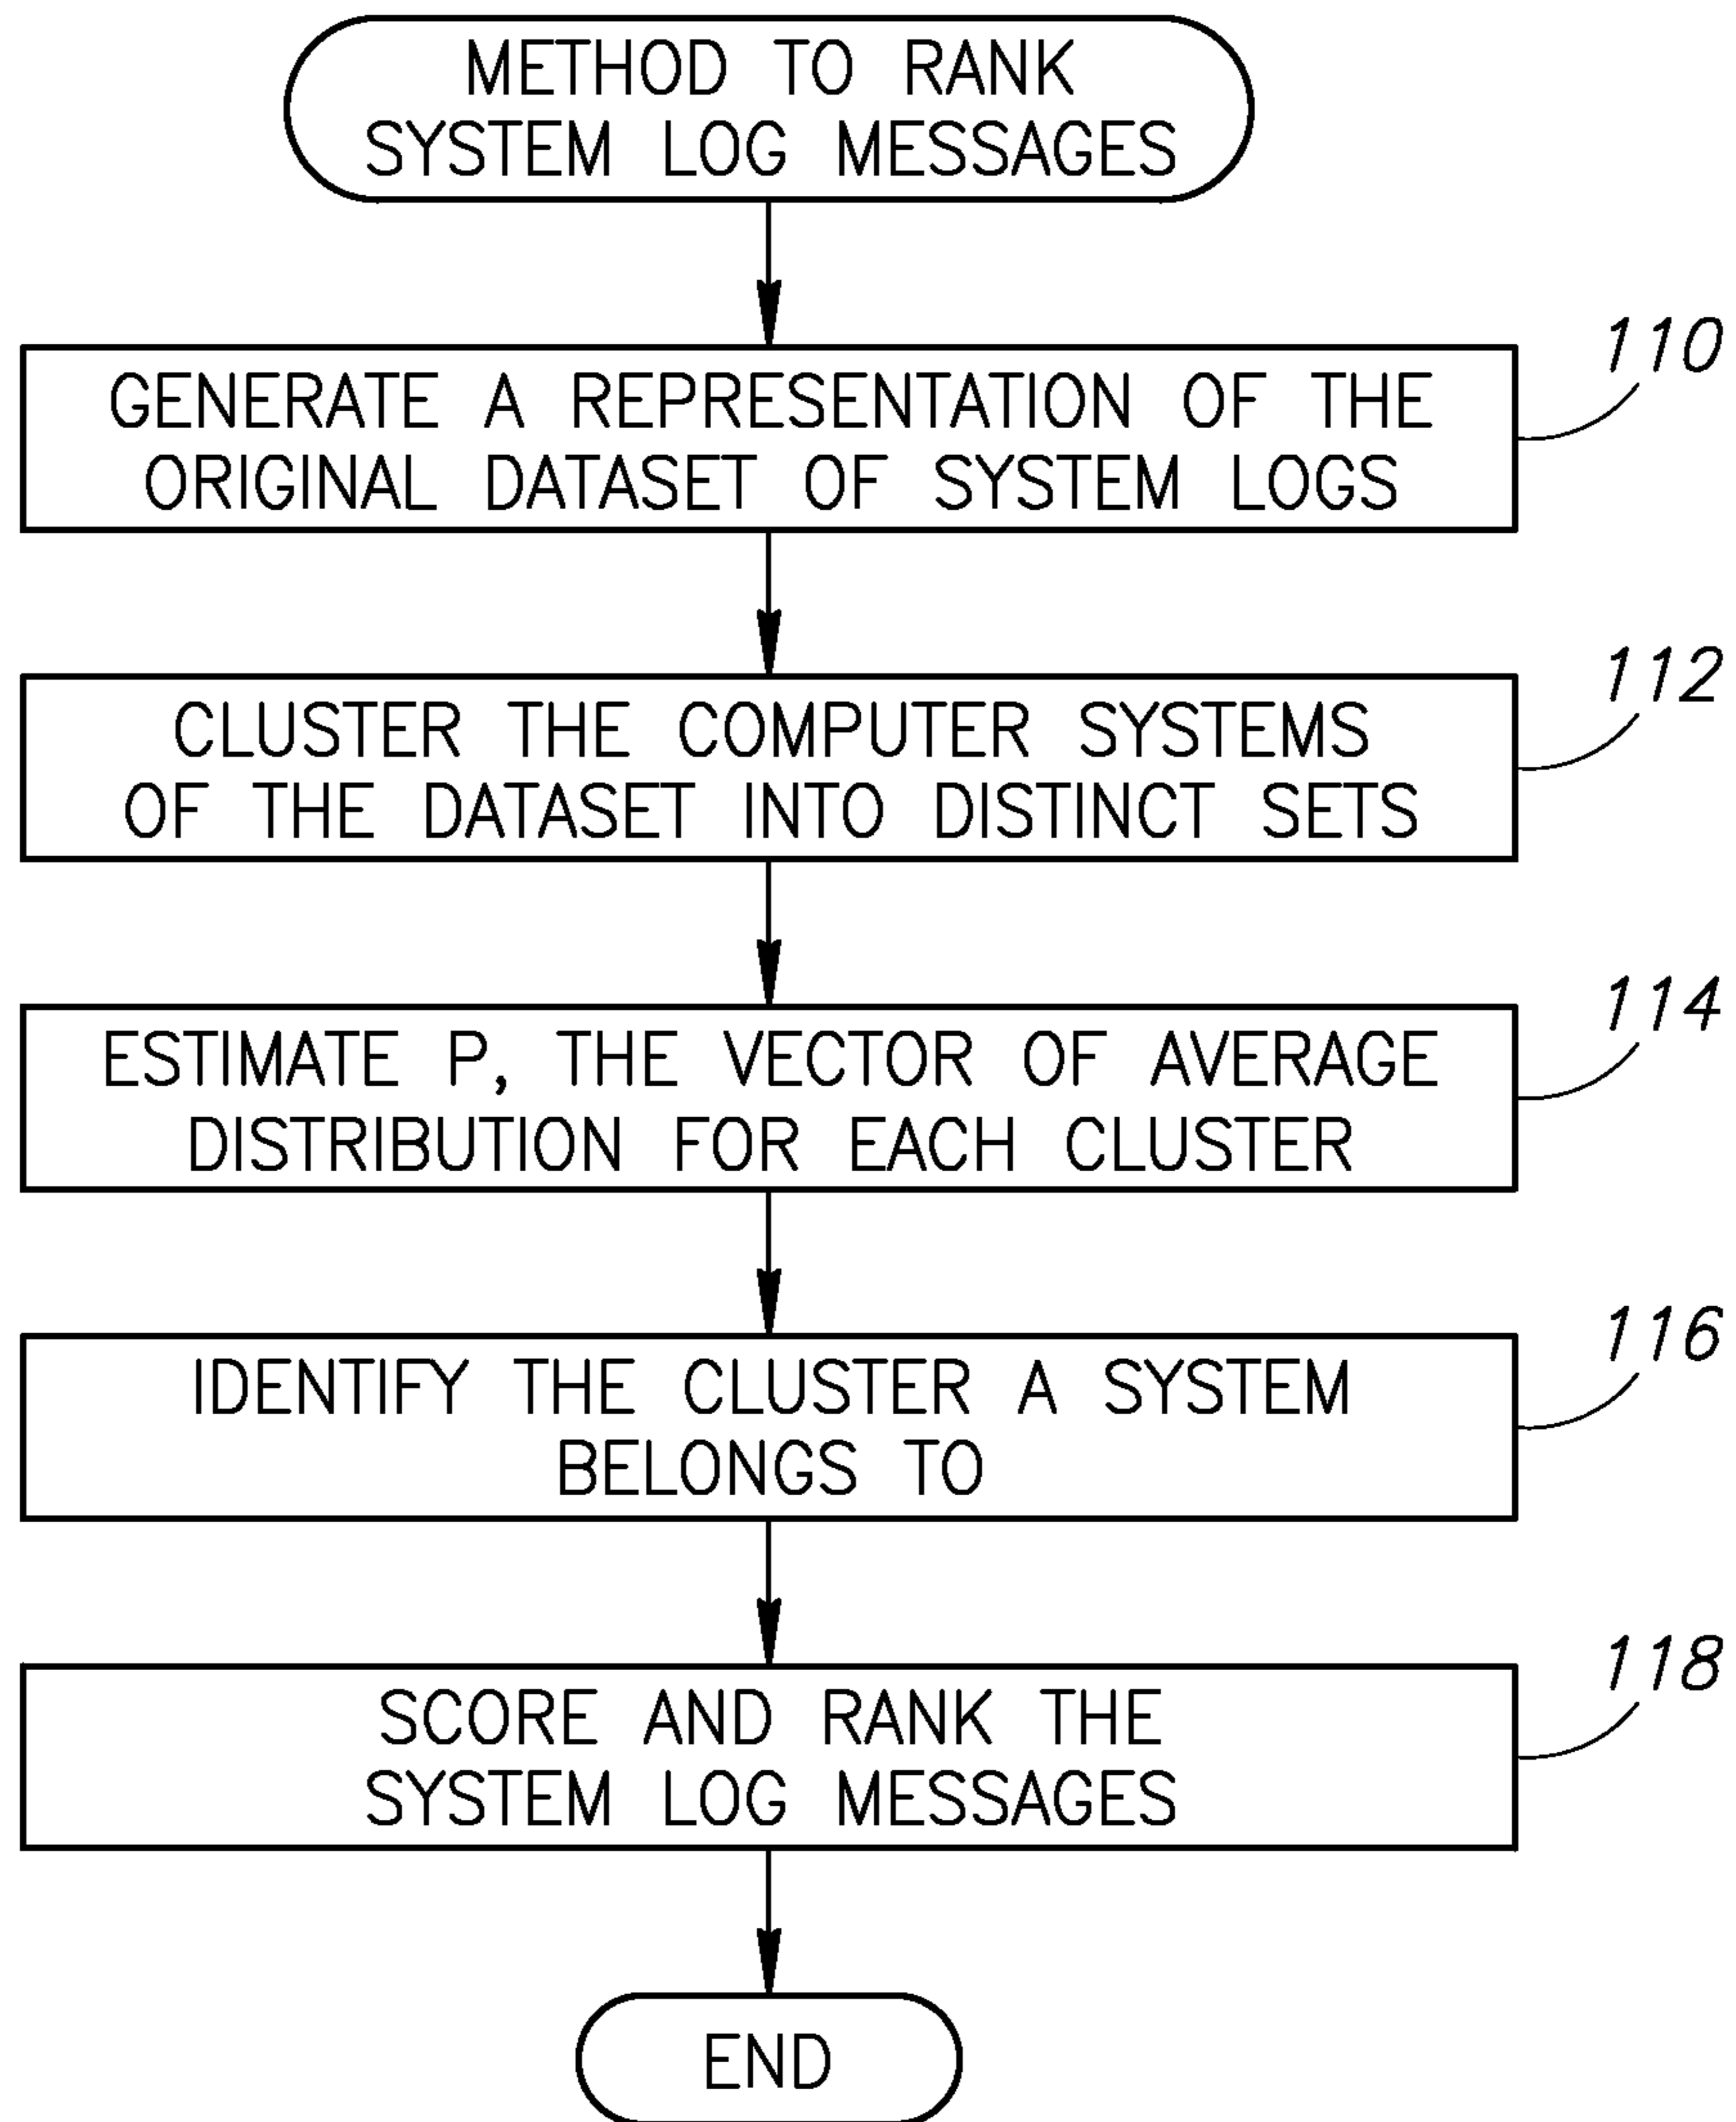 METHOD TO RANK
SYSTEM LOG MESSAGES
110
GENERATE A REPRESENTATION OF THE
ORIGINAL DATASET OF SYSTEM LOGS
112
CLUSTER THE COMPUTER SYSTEMS
OF THE DATASET INTO DISTINCT SETS
114
ESTIMATE P, THE VECTOR OF AVERAGE
DISTRIBUTION FOR EACH CLUSTER
116
IDENTIFY THE CLUSTER A SYSTEM
BELONGS TO
118
SCORE AND RANK THE
SYSTEM LOG MESSAGES
END